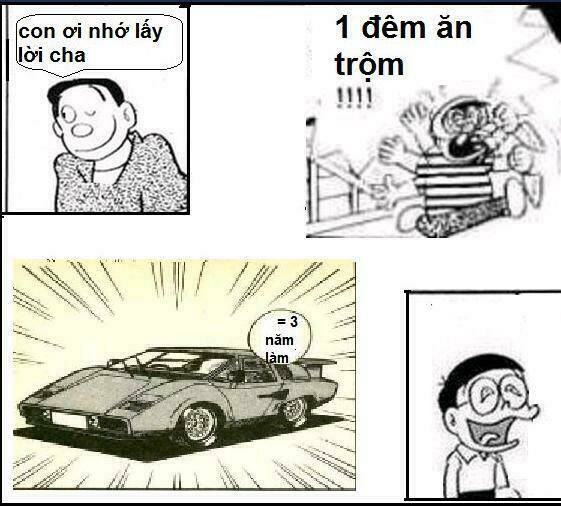 con ơi nhớ lấy
lời cha
1 đêm ăn
trộm
!!!!
= 3
năm
làm